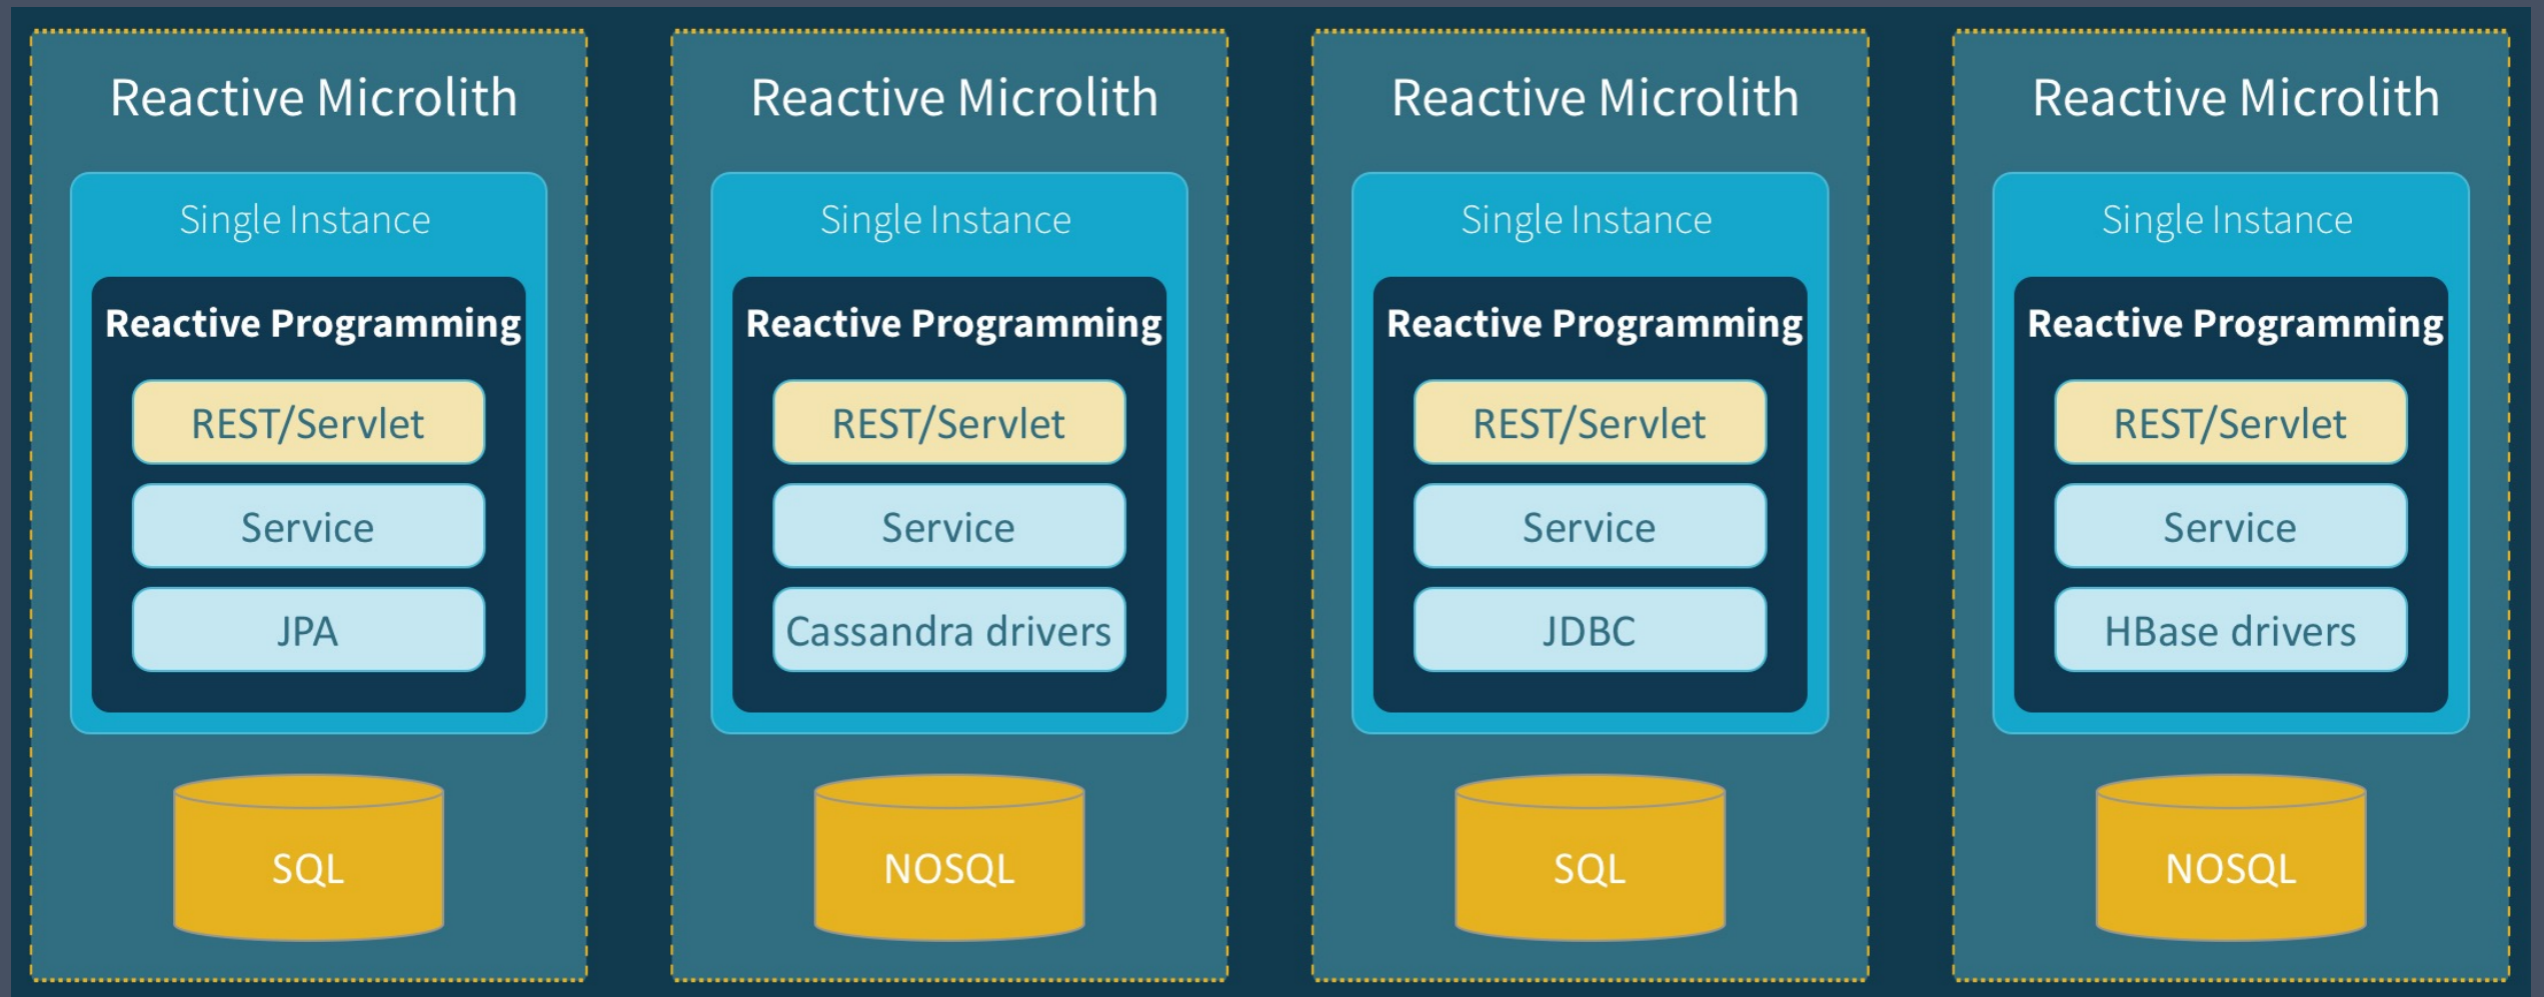 Reactive Microlith
Single Instance
Reactive Programming
REST/Servlet
Service
JPA
SQL
Reactive Microlith
Single Instance
Reactive Programming
REST/Servlet
Service
Cassandra drivers
NOSQL
Reactive Microlith
Single Instance
Reactive Programming
REST/Servlet
Service
JDBC
SQL
Reactive Microlith
Single Instance
Reactive Programming
REST/Servlet
Service
HBase drivers
NOSQL